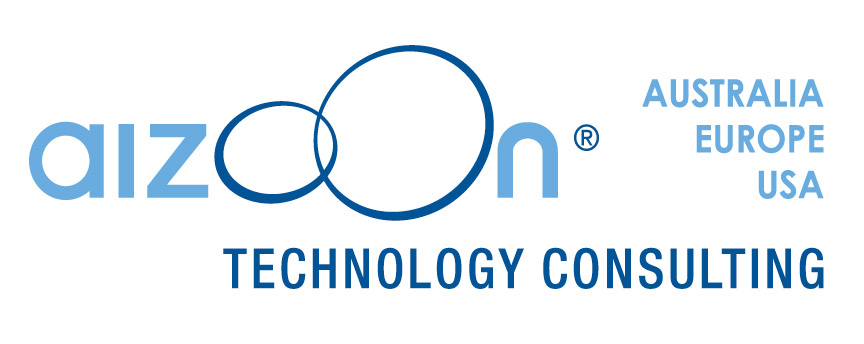 aizoOn®
AUSTRALIA
EUROPE
USA
TECHNOLOGY CONSULTING